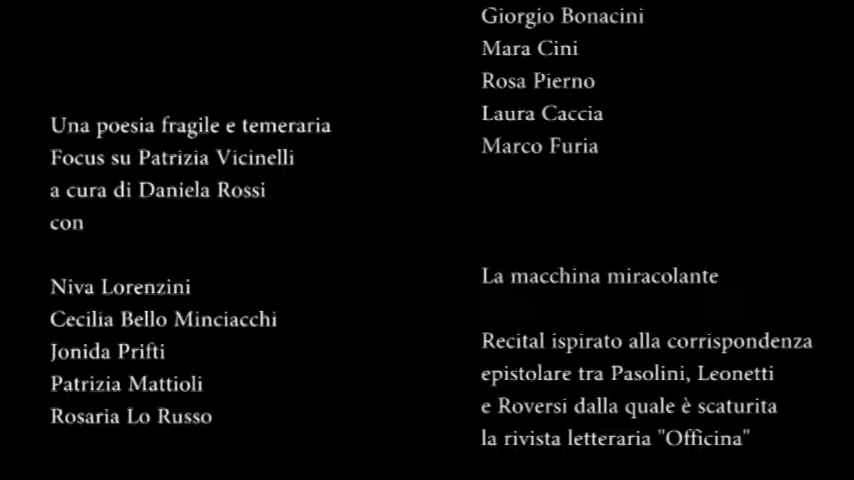 Una poesia fragile e temeraria
Focus su Patrizia Vicinelli
a cura di Daniela Rossi
con
Niva Lorenzini
Cecilia Bello Minciacchi
Jonida Prifti
Patrizia Mattioli
Rosaria Lo Russo
Giorgio Bonacini
Mara Cini
Rosa Pierno
Laura Caccia
Marco Furia
La macchina miracolante
Recital ispirato alla corrispondenza
epistolare tra Pasolini, Leonetti
e Roversi dalla quale è scaturita
la rivista letteraria "Officina"